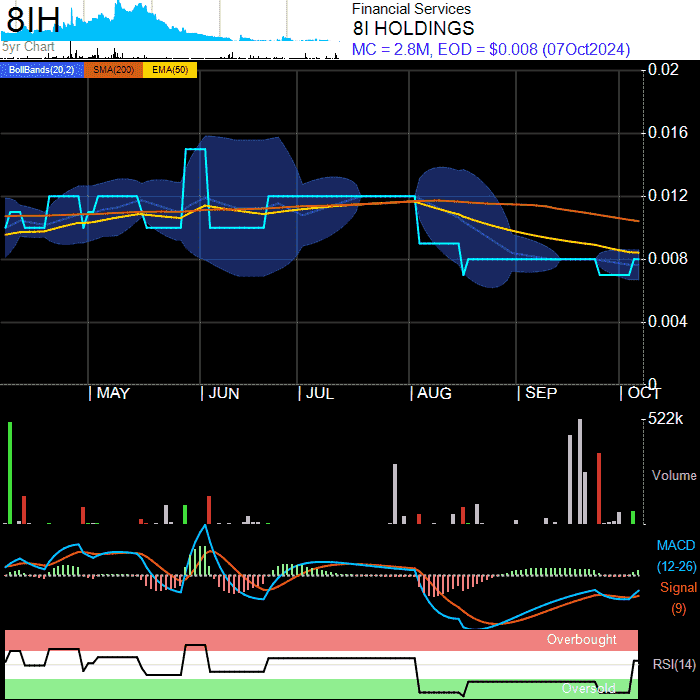 8IH
5yr Chart
Financial Services
8I HOLDINGS
MC = 2.8M, EOD = $0.008 (07Oct2024)
BollBands(20,2) SMA(200) EMA(50)
0.02
0.016
0.012
0.008
0.004
0
MAY JUN JUL AUG SEP OCT
522k
Volume
MACD
(12-26)
Signal
(9)
Overbought
RSI(14)
Oversold